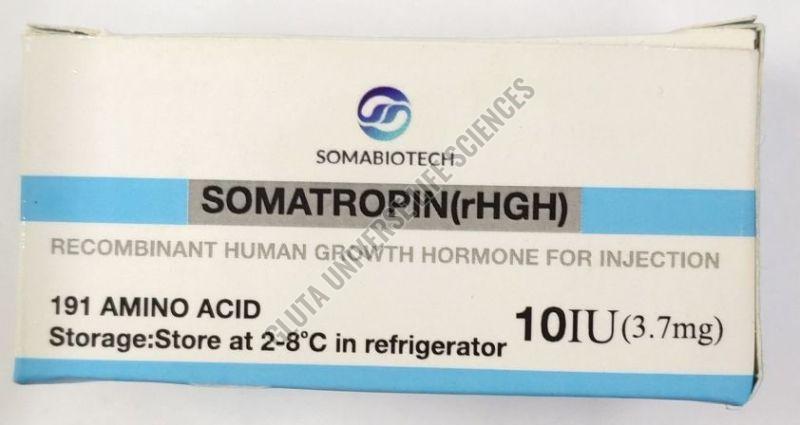 SOMABIOTECH
SOMATROPIN(rHGH)
RECOMBINANT HUMAN GROWTH HORMONE FOR INJECTION
191 AMINO ACID
Storage:Store at 2-8°C in refrigerator
10IU(3.7mg)
GLUTA UNIVERSE LIFE SCIENCES